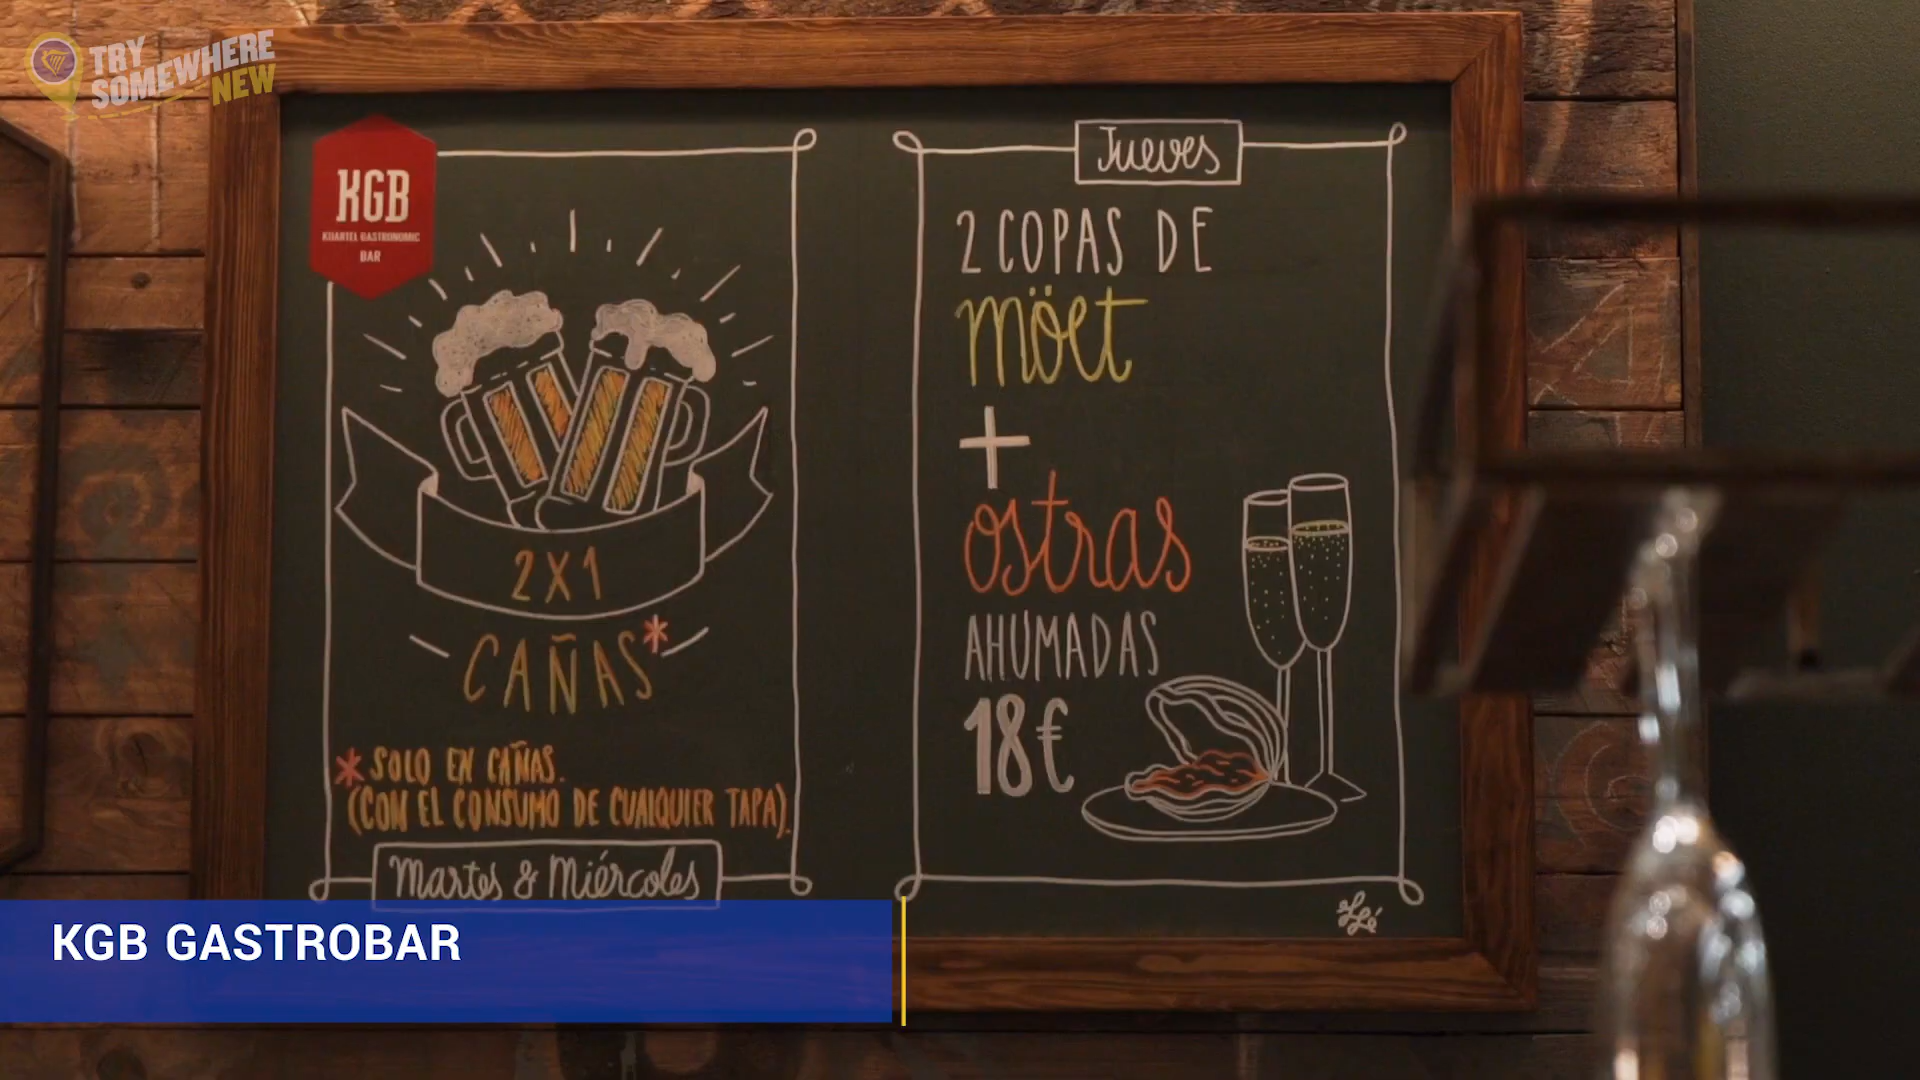 TRY
SOMEWHERE
NEW
KGB
KUARTEL GASTRONOMIC
BAR
2X1
CAÑAS*
* SOLO EN CAÑAS.
(CON EL CONSUMO DE CUALQUIER TAPA).
Martes & Miércoles
Jueves
2 COPAS DE
möet
+
ostras
AHUMADAS
18€
KGB GASTROBAR